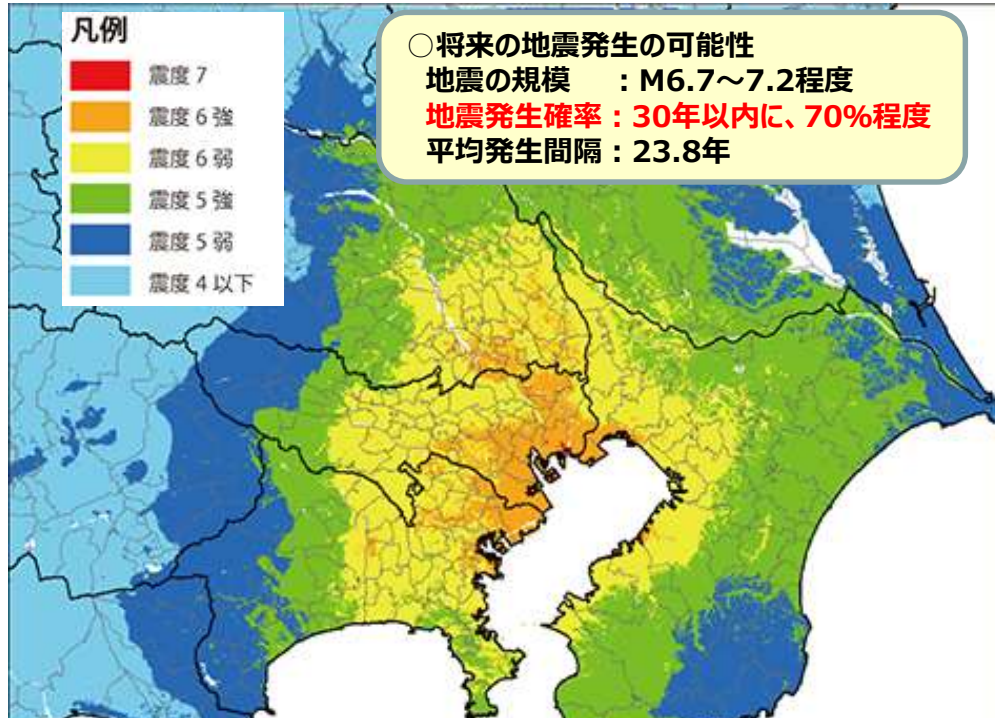 凡例
震度 7
震度 6 強
震度 6 弱
震度 5 強
震度 5 弱
震度 4 以下
○将来の地震発生の可能性
地震の規模　：M6.7～7.2程度
地震発生確率：30年以内に、70%程度
平均発生間隔：23.8年